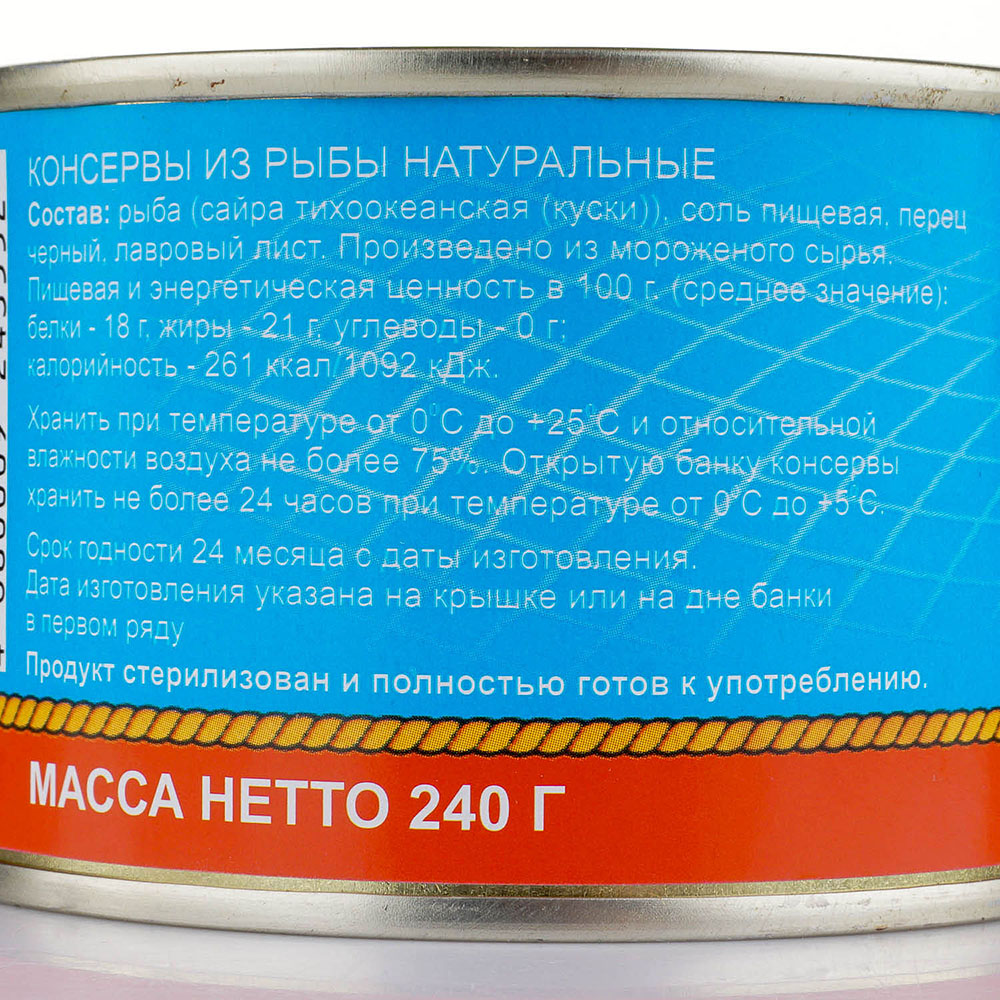 КОНСЕРВЫ ИЗ РЫБЫ НАТУРАЛЬНЫЕ
Состав: рыба (сайра тихоокеанская (куски)), соль пищевая, перец
черный, лавровый лист. Произведено из мороженого сырья.
Пищевая и энергетическая ценность в 100 г. (среднее значение):
белки - 18 г, жиры - 21 г, углеводы - 0 г;
калорийность - 261 ккал/1092 кДж.
Хранить при температуре от 0°С до +25°С и относительной
влажности воздуха не более 75%. Открытую банку консервы
хранить не более 24 часов при температуре от 0°С до +5°С.
Срок годности 24 месяца с даты изготовления.
Дата изготовления указана на крышке или на дне банки
в первом ряду
Продукт стерилизован и полностью готов к употреблению.
МАССА НЕТТО 240 Г